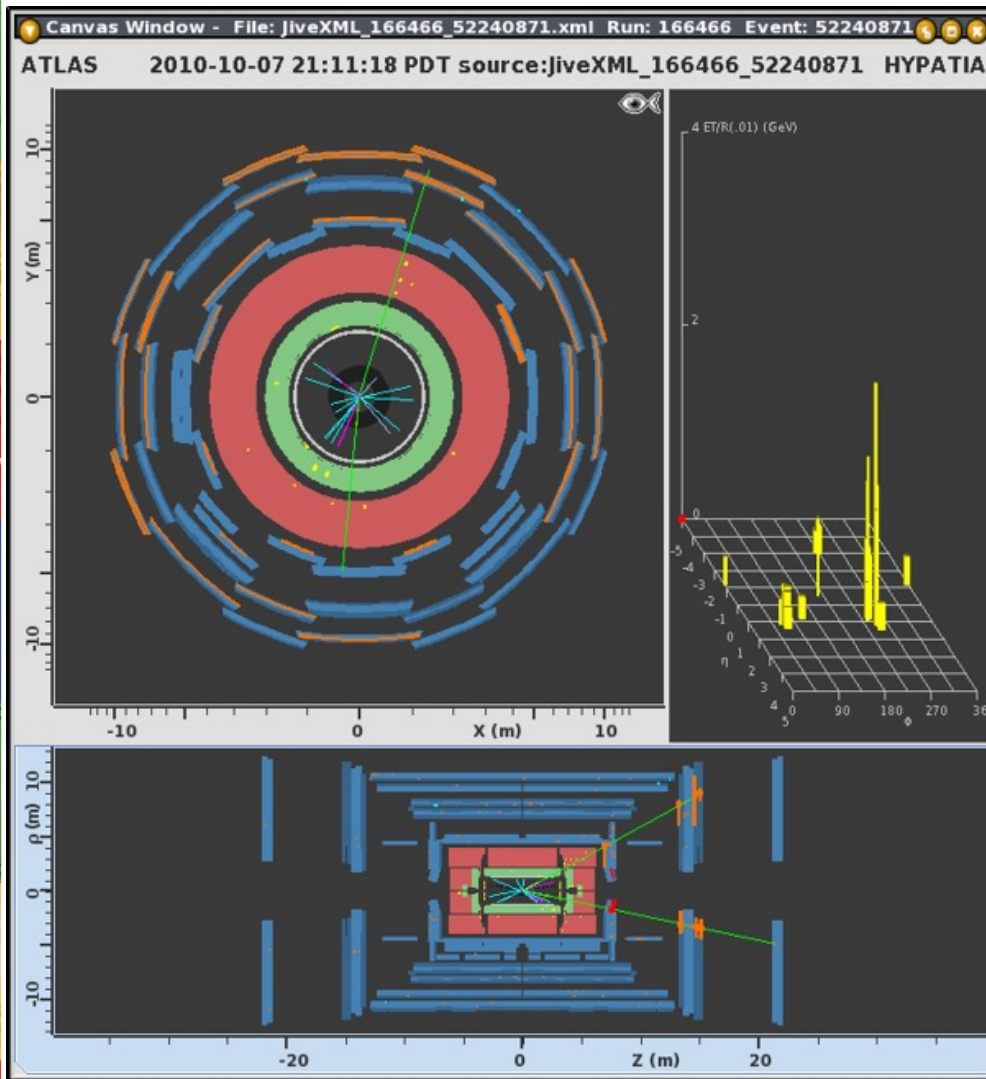 Canvas Window - File: JiveXML_166466_52240871.xml Run: 166466 Event: 52240871
ATLAS 2010-10-07 21:11:18 PDT source:JiveXML_166466_52240871 HYPATIA
10
Y (m)
0
-10
-10 0 X (m) 10
4 ET/R(.01) (GeV)
2
0
-5
-4
-3
-2
-1
0
η 1
2
3
4
5
0 90 180 270 36
Φ
10
ρ (m)
0
-10
-20 0 Z (m) 20